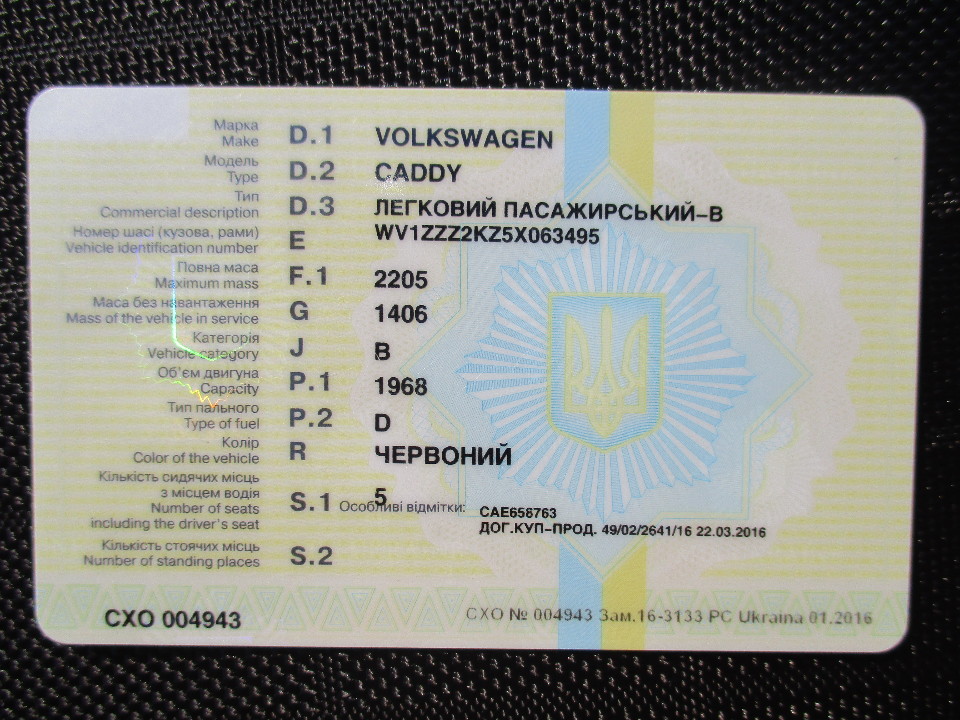 Марка
Make
D.1
VOLKSWAGEN
Модель
Type
D.2
CADDY
Тип
Commercial description
D.3
ЛЕГКОВИЙ ПАСАЖИРСЬКИЙ-В
Номер шасі (кузова, рами)
Vehicle identification number
E
WV1ZZZ2KZ5X063495
Повна маса
Maximum mass
F.1
2205
Маса без навантаження
Mass of the vehicle in service
G
1406
Категорія
Vehicle category
J
B
Об'єм двигуна
Capacity
P.1
1968
Тип пального
Type of fuel
P.2
D
Колір
Color of the vehicle
R
ЧЕРВОНИЙ
Кількість сидячих місць
з місцем водія
Number of seats
including the driver's seat
S.1
5
Особливі відмітки:
САЕ658763
ДОГ.КУП-ПРОД. 49/02/2641/16 22.03.2016
Кількість стоячих місць
Number of standing places
S.2
СХО 004943
СХО № 004943 Зам.16-3133 РС Ukraina 01.2016